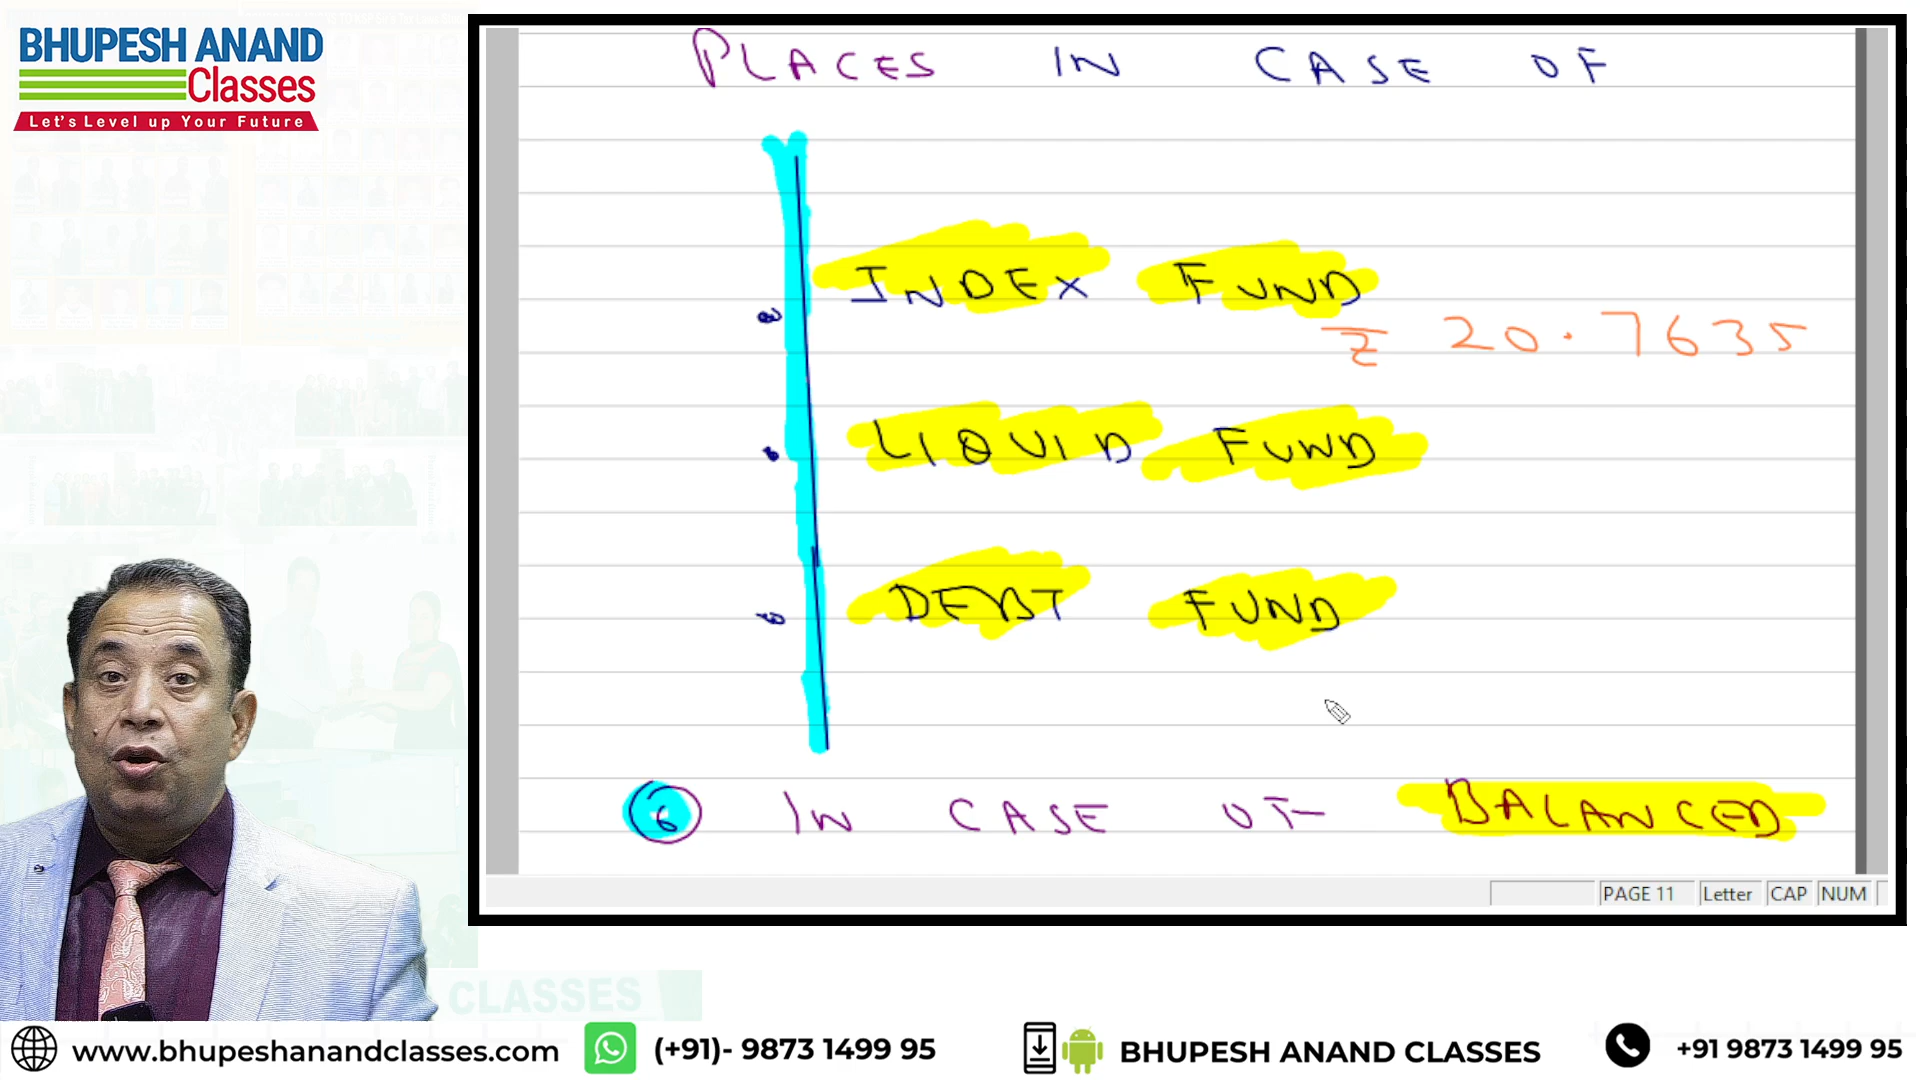 BHUPESH ANAND
Classes
Let's Level up Your Future
PLACES IN CASE OF
INDEX FUND
₹ 20.7635
LIQUID FUND
DEBT FUND
6 IN CASE OF BALANCED
PAGE 11 Letter CAP NUM
CLASSES
www.bhupeshanandclasses.com (+91)- 9873 1499 95 BHUPESH ANAND CLASSES +91 9873 1499 95